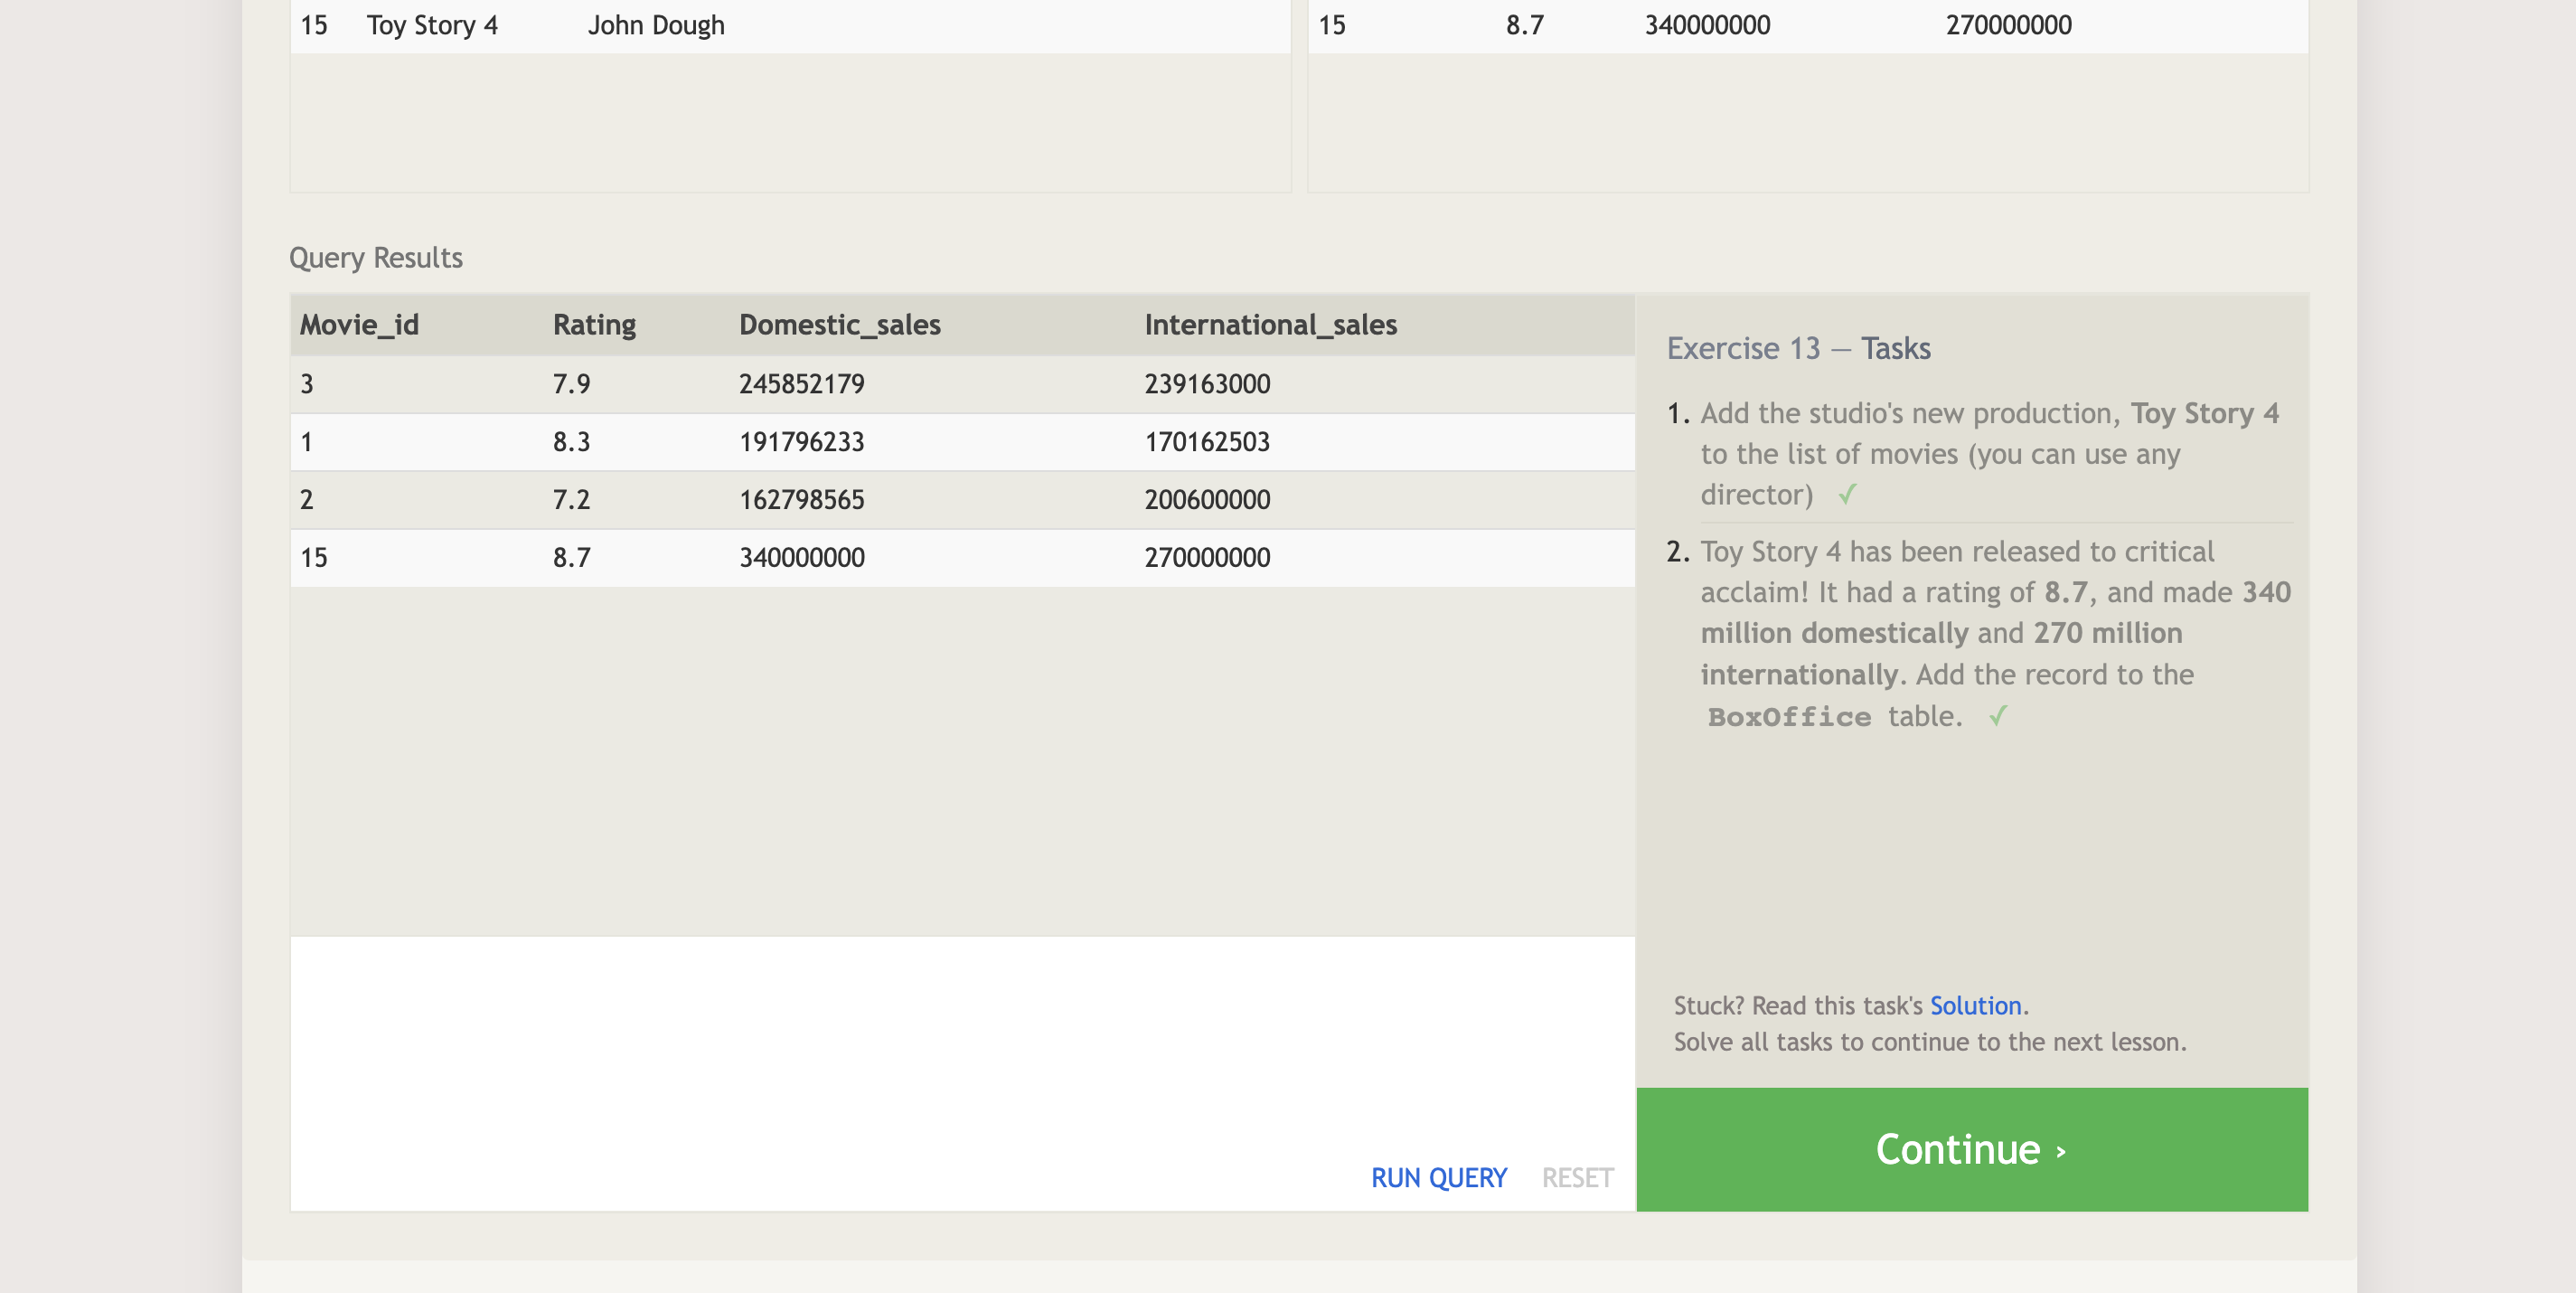 15 Toy Story 4 John Dough
15 8.7 340000000 270000000
Query Results
Movie_id Rating Domestic_sales International_sales
3 7.9 245852179 239163000
1 8.3 191796233 170162503
2 7.2 162798565 200600000
15 8.7 340000000 270000000
RUN QUERY RESET
Exercise 13 — Tasks
1. Add the studio's new production, Toy Story 4
to the list of movies (you can use any
director) ✓
2. Toy Story 4 has been released to critical
acclaim! It had a rating of 8.7, and made 340
million domestically and 270 million
internationally. Add the record to the
BoxOffice table. ✓
Stuck? Read this task's Solution.
Solve all tasks to continue to the next lesson.
Continue ›